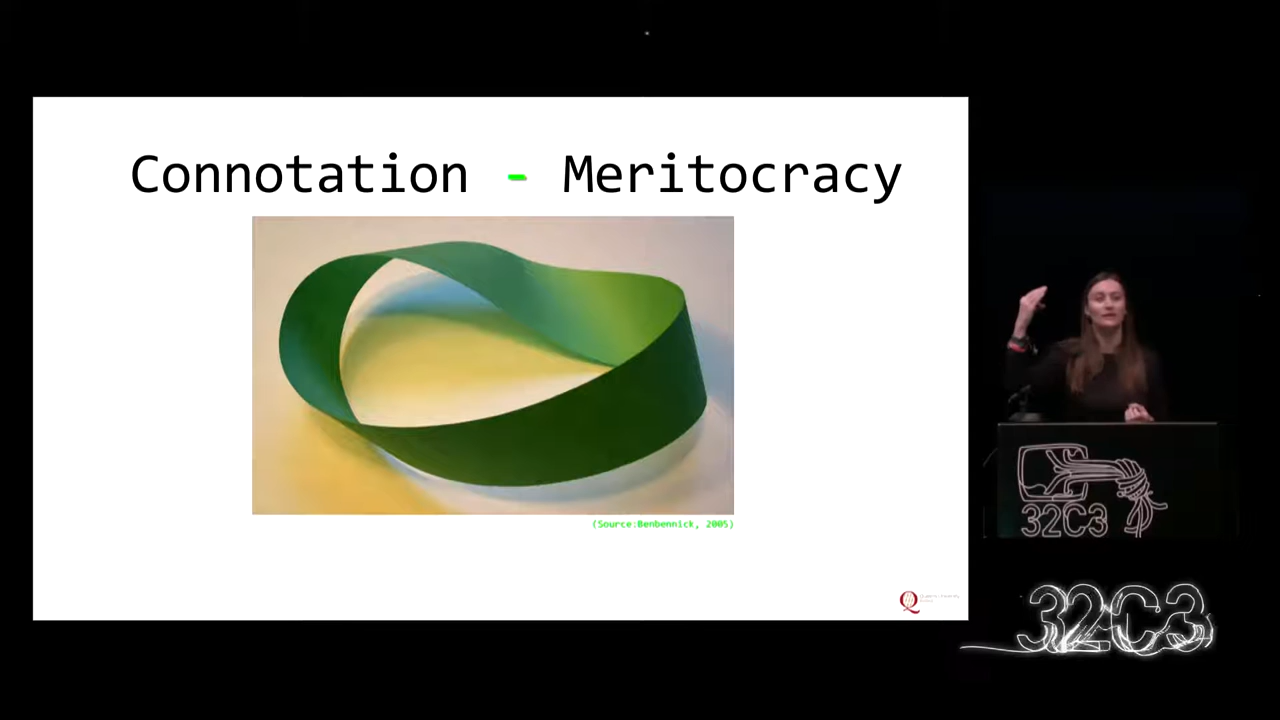 Connotation - Meritocracy
(Source:Benbennick, 2005)
32C3
32C3